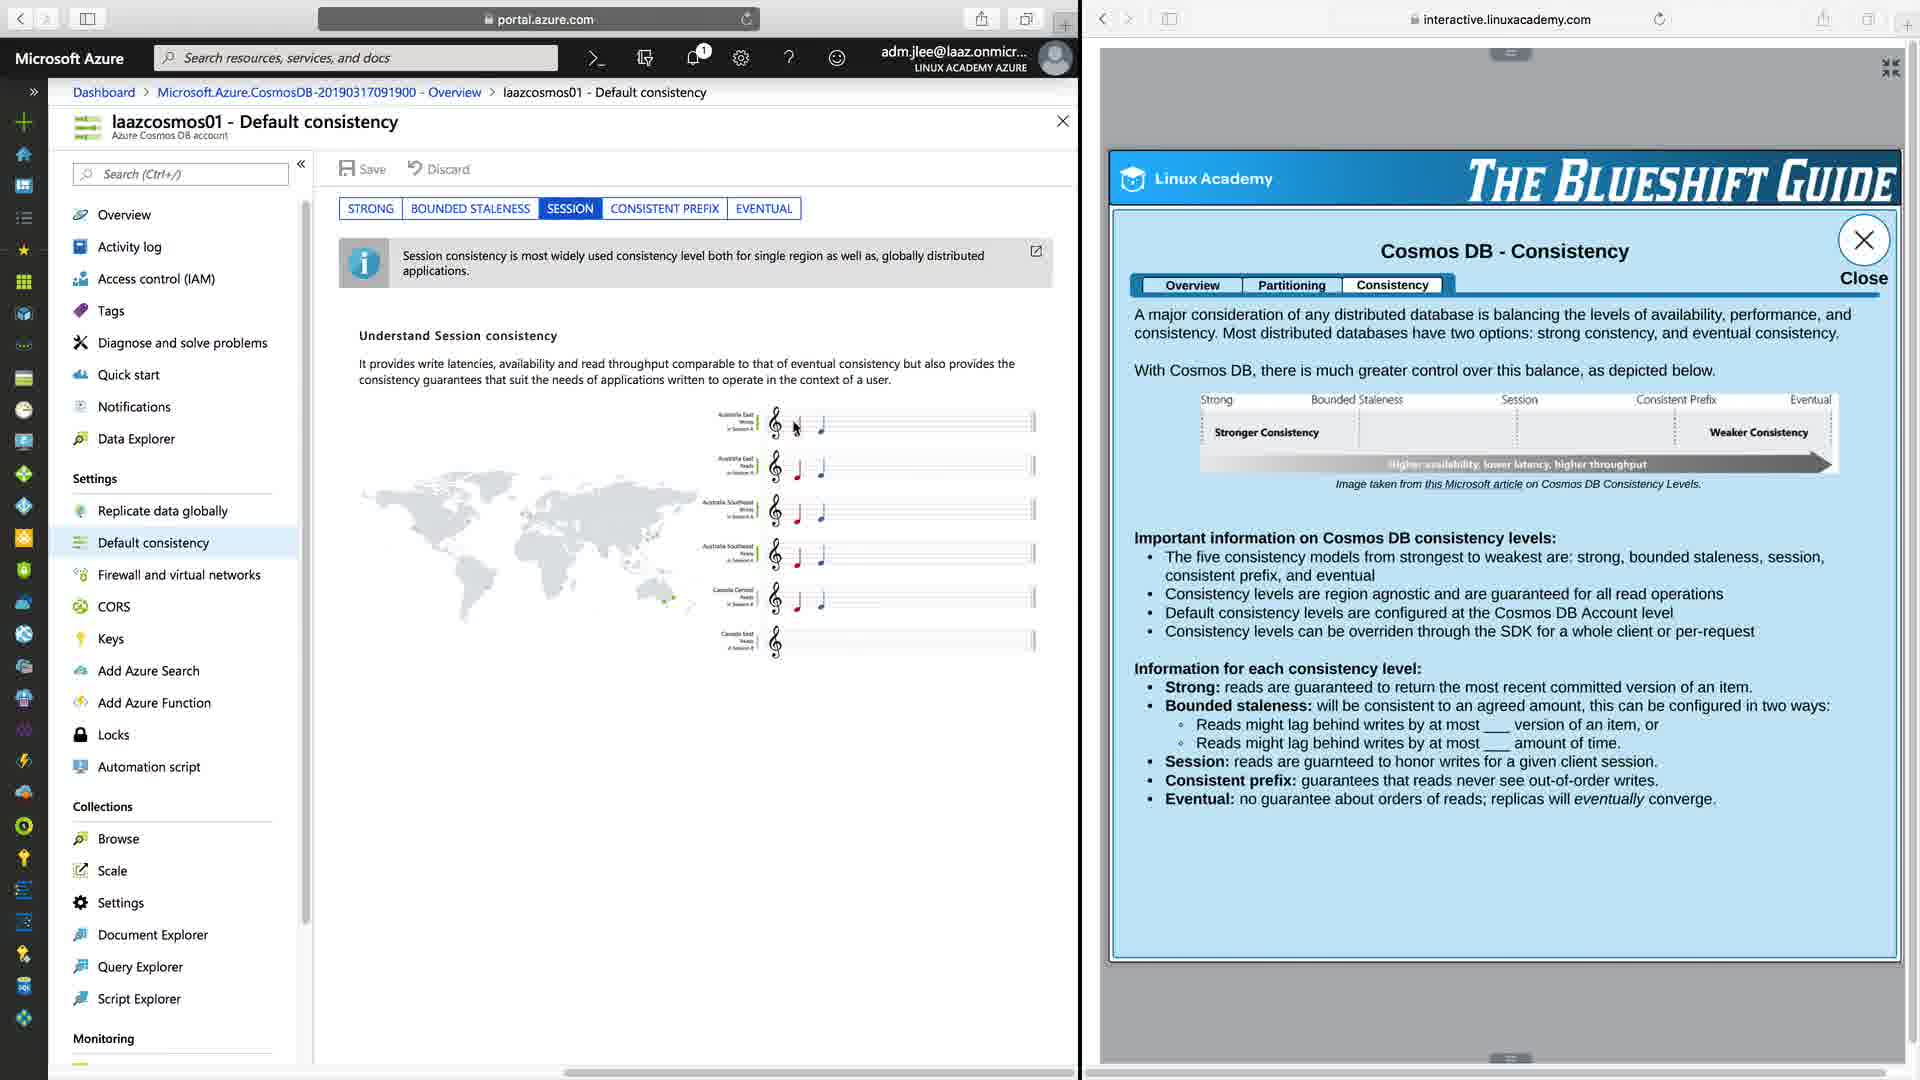 portal.azure.com
interactive.linuxacademy.com
Microsoft Azure
Search resources, services, and docs
1
adm.jlee@laaz.onmicr...
LINUX ACADEMY AZURE
Dashboard > Microsoft.Azure.CosmosDB-20190317091900 - Overview > laazcosmos01 - Default consistency
laazcosmos01 - Default consistency
Azure Cosmos DB account
Search (Ctrl+/)
Overview
Activity log
Access control (IAM)
Tags
Diagnose and solve problems
Quick start
Notifications
Data Explorer
Settings
Replicate data globally
Default consistency
Firewall and virtual networks
CORS
Keys
Add Azure Search
Add Azure Function
Locks
Automation script
Collections
Browse
Scale
Settings
Document Explorer
Query Explorer
Script Explorer
Monitoring
Save
Discard
STRONG
BOUNDED STALENESS
SESSION
CONSISTENT PREFIX
EVENTUAL
Session consistency is most widely used consistency level both for single region as well as, globally distributed
applications.
Understand Session consistency
It provides write latencies, availability and read throughput comparable to that of eventual consistency but also provides the
consistency guarantees that suit the needs of applications written to operate in the context of a user.
Australia East
Writes
in Session A
Australia East
Reads
in Session A
Australia Southeast
Writes
in Session A
Australia Southeast
Reads
in Session A
Canada Central
Reads
in Session B
Canada East
Reads
in Session B
Linux Academy
THE BLUESHIFT GUIDE
Cosmos DB - Consistency
Close
Overview
Partitioning
Consistency
A major consideration of any distributed database is balancing the levels of availability, performance, and
consistency. Most distributed databases have two options: strong constency, and eventual consistency.
With Cosmos DB, there is much greater control over this balance, as depicted below.
Strong
Bounded Staleness
Session
Consistent Prefix
Eventual
Stronger Consistency
Weaker Consistency
Higher availability, lower latency, higher throughput
Image taken from this Microsoft article on Cosmos DB Consistency Levels.
Important information on Cosmos DB consistency levels:
• The five consistency models from strongest to weakest are: strong, bounded staleness, session,
consistent prefix, and eventual
• Consistency levels are region agnostic and are guaranteed for all read operations
• Default consistency levels are configured at the Cosmos DB Account level
• Consistency levels can be overriden through the SDK for a whole client or per-request
Information for each consistency level:
• Strong: reads are guaranteed to return the most recent committed version of an item.
• Bounded staleness: will be consistent to an agreed amount, this can be configured in two ways:
◦ Reads might lag behind writes by at most ___ version of an item, or
◦ Reads might lag behind writes by at most ___ amount of time.
• Session: reads are guarnteed to honor writes for a given client session.
• Consistent prefix: guarantees that reads never see out-of-order writes.
• Eventual: no guarantee about orders of reads; replicas will eventually converge.